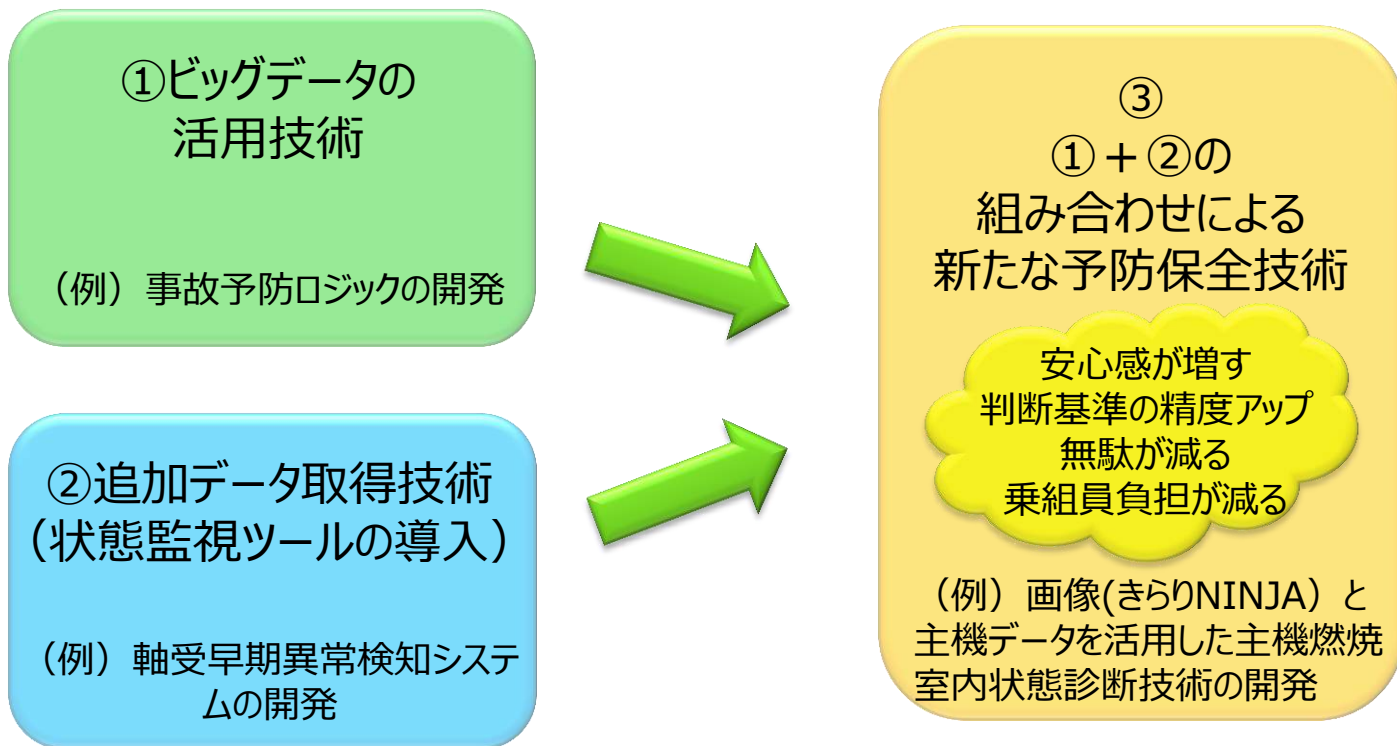 ①ビッグデータの
活用技術
（例）事故予防ロジックの開発
②追加データ取得技術
（状態監視ツールの導入）
（例）軸受早期異常検知システ
ムの開発
③
①+②の
組み合わせによる
新たな予防保全技術
安心感が増す
判断基準の精度アップ
無駄が減る
乗組員負担が減る
（例）画像(きらりNINJA）と
主機データを活用した主機燃焼
室内状態診断技術の開発